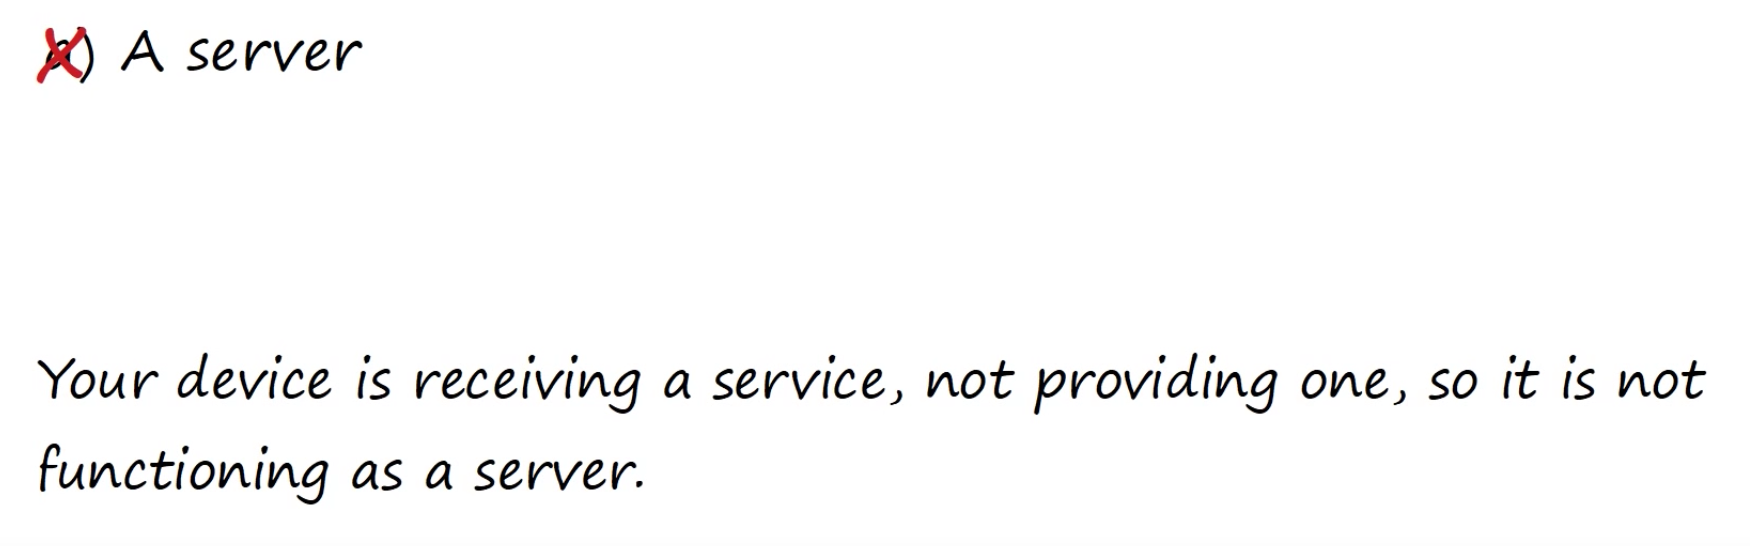 a) A server
Your device is receiving a service, not providing one, so it is not
functioning as a server.